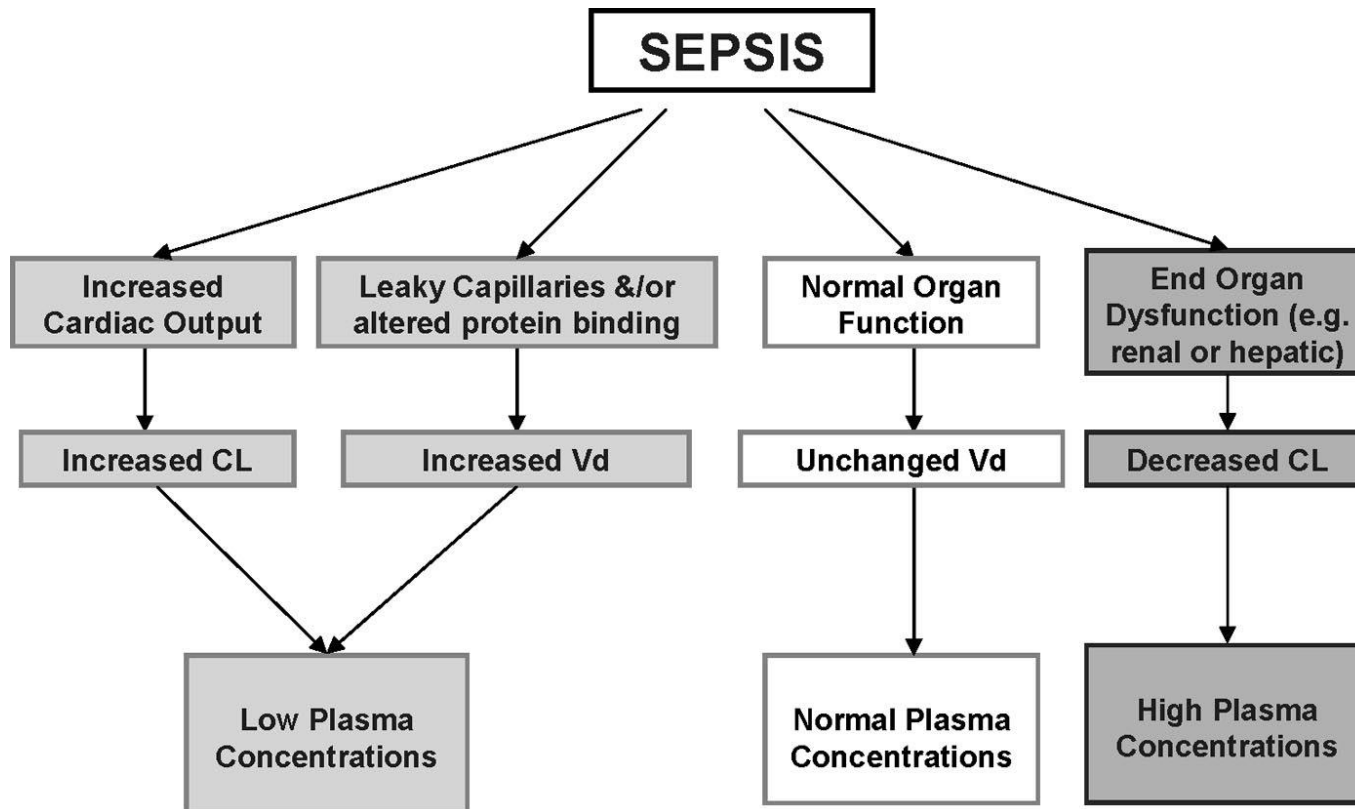 SEPSIS
Increased
Cardiac Output
Leaky Capillaries &/or
altered protein binding
Normal Organ
Function
End Organ
Dysfunction (e.g.
renal or hepatic)
Increased CL
Increased Vd
Unchanged Vd
Decreased CL
Low Plasma
Concentrations
Normal Plasma
Concentrations
High Plasma
Concentrations